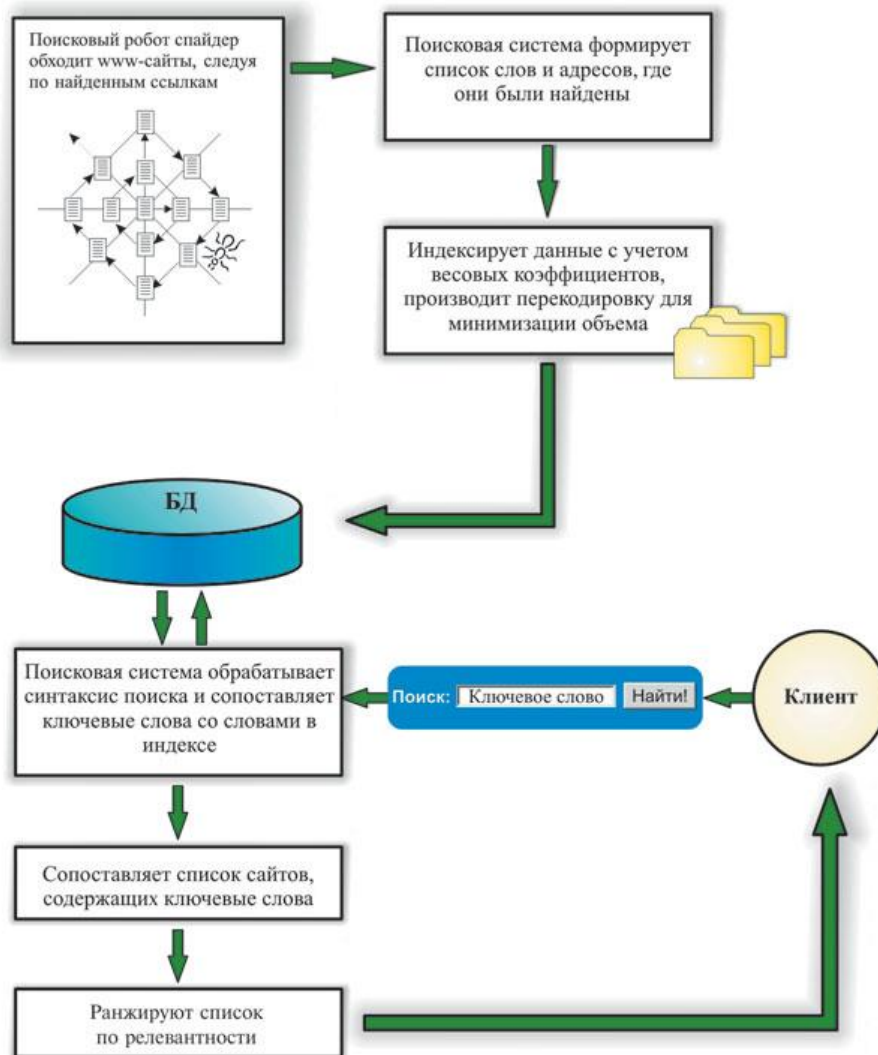 Поисковый робот спайдер
обходит www-сайты, следуя
по найденным ссылкам
Поисковая система формирует
список слов и адресов, где
они были найдены
Индексирует данные с учетом
весовых коэффициентов,
производит перекодировку для
минимизации объема
БД
Поисковая система обрабатывает
синтаксис поиска и сопоставляет
ключевые слова со словами в
индексе
Поиск: Ключевое слово Найти!
Клиент
Сопоставляет список сайтов,
содержащих ключевые слова
Ранжируют список
по релевантности